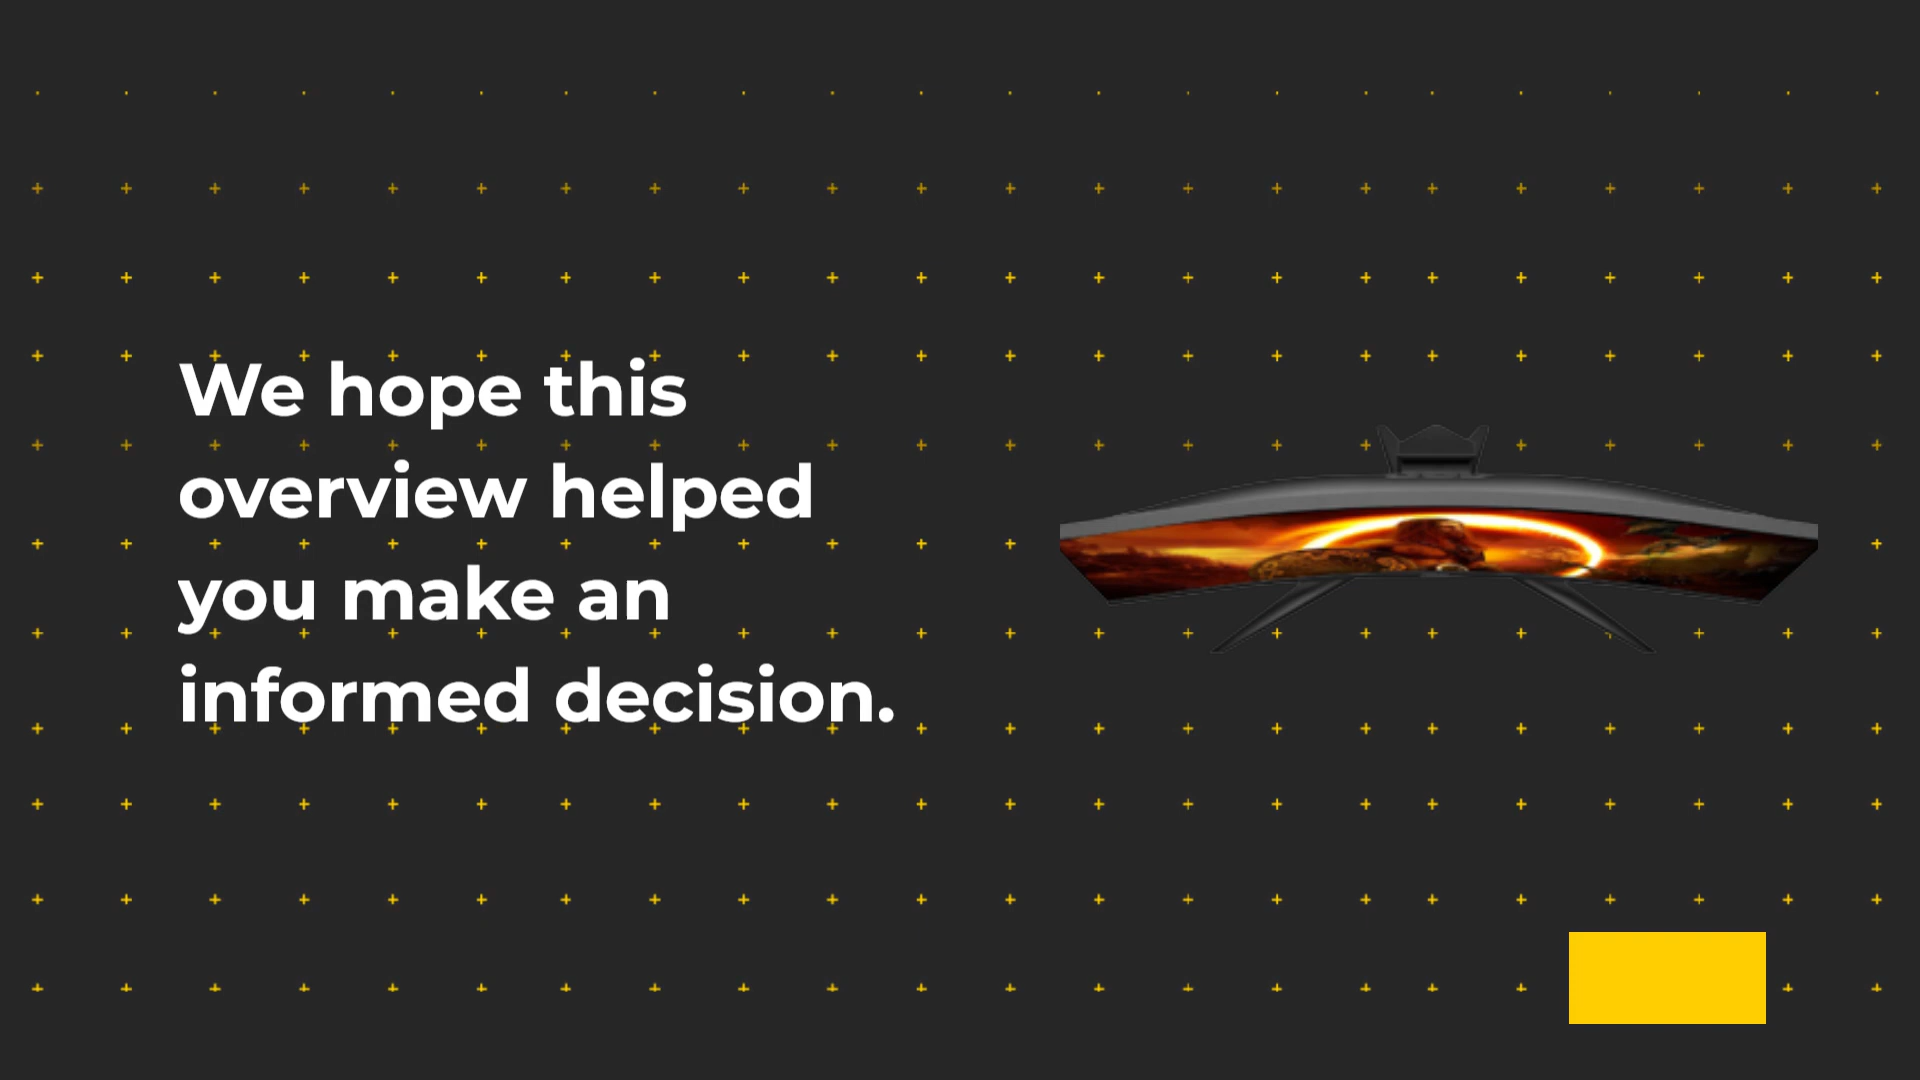 We hope this
overview helped
you make an
informed decision.